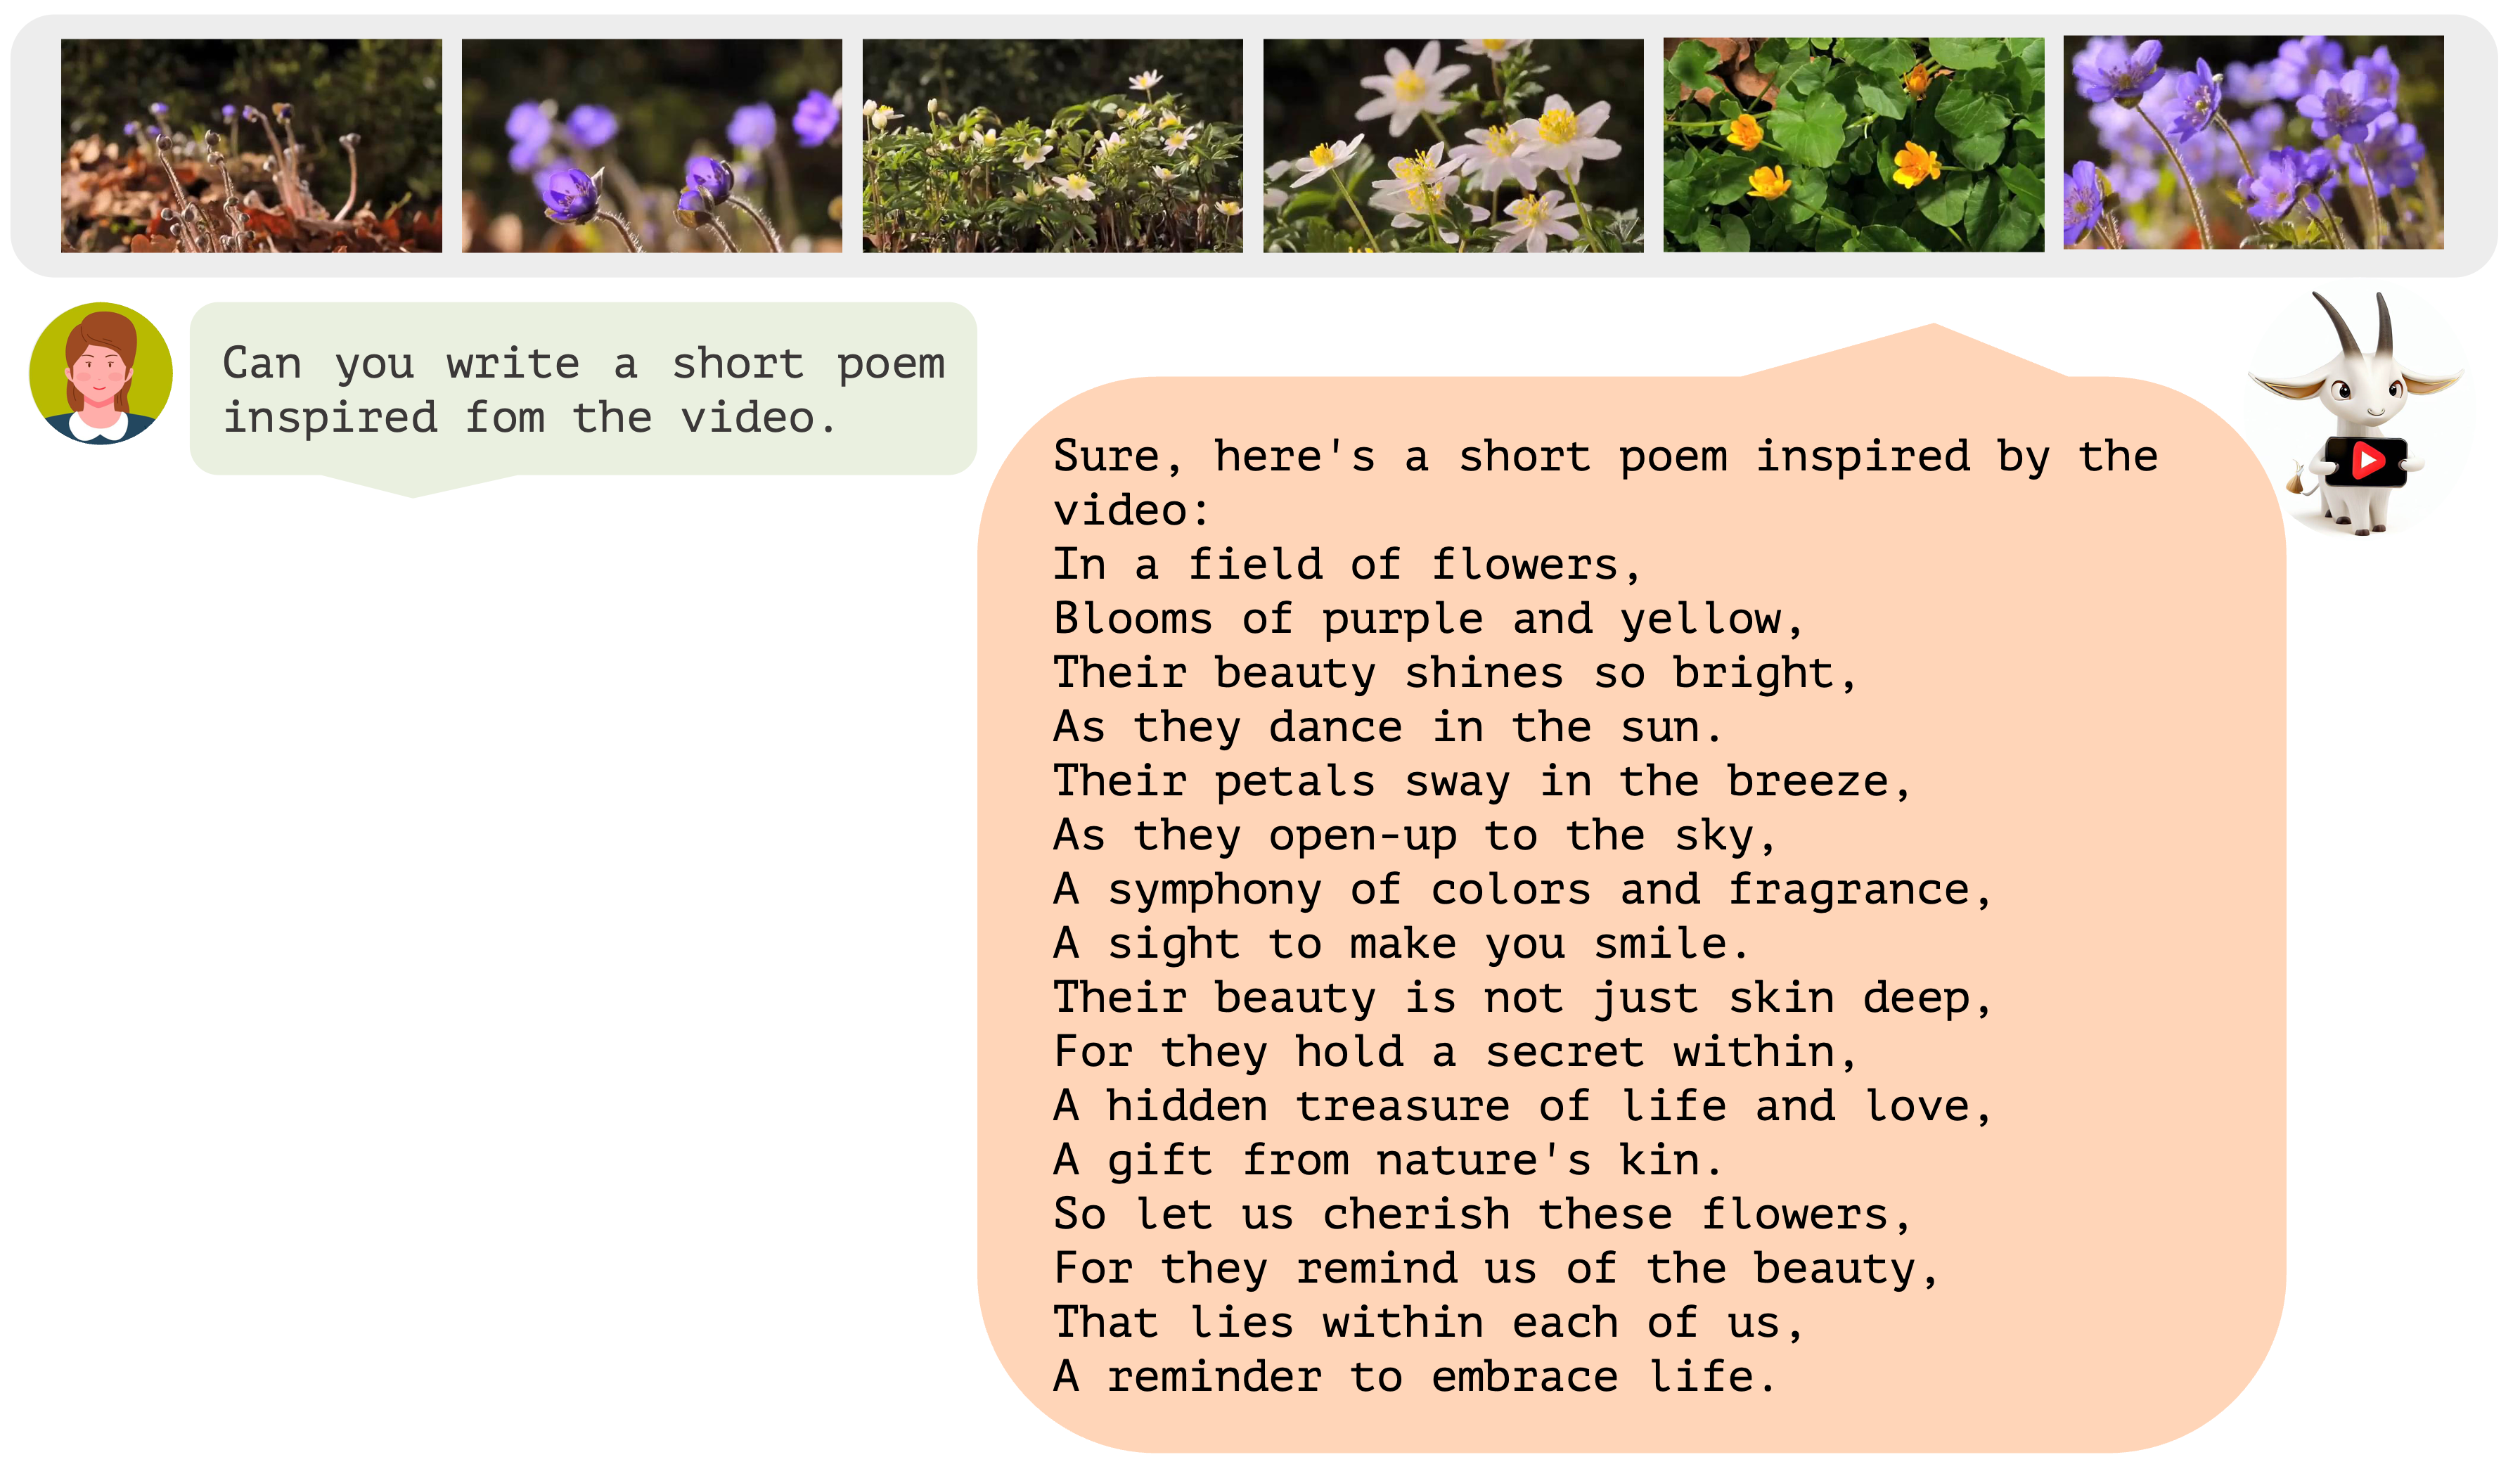 Can you write a short poem
inspired fom the video.
Sure, here's a short poem inspired by the
video:
In a field of flowers,
Blooms of purple and yellow,
Their beauty shines so bright,
As they dance in the sun.
Their petals sway in the breeze,
As they open-up to the sky,
A symphony of colors and fragrance,
A sight to make you smile.
Their beauty is not just skin deep,
For they hold a secret within,
A hidden treasure of life and love,
A gift from nature's kin.
So let us cherish these flowers,
For they remind us of the beauty,
That lies within each of us,
A reminder to embrace life.